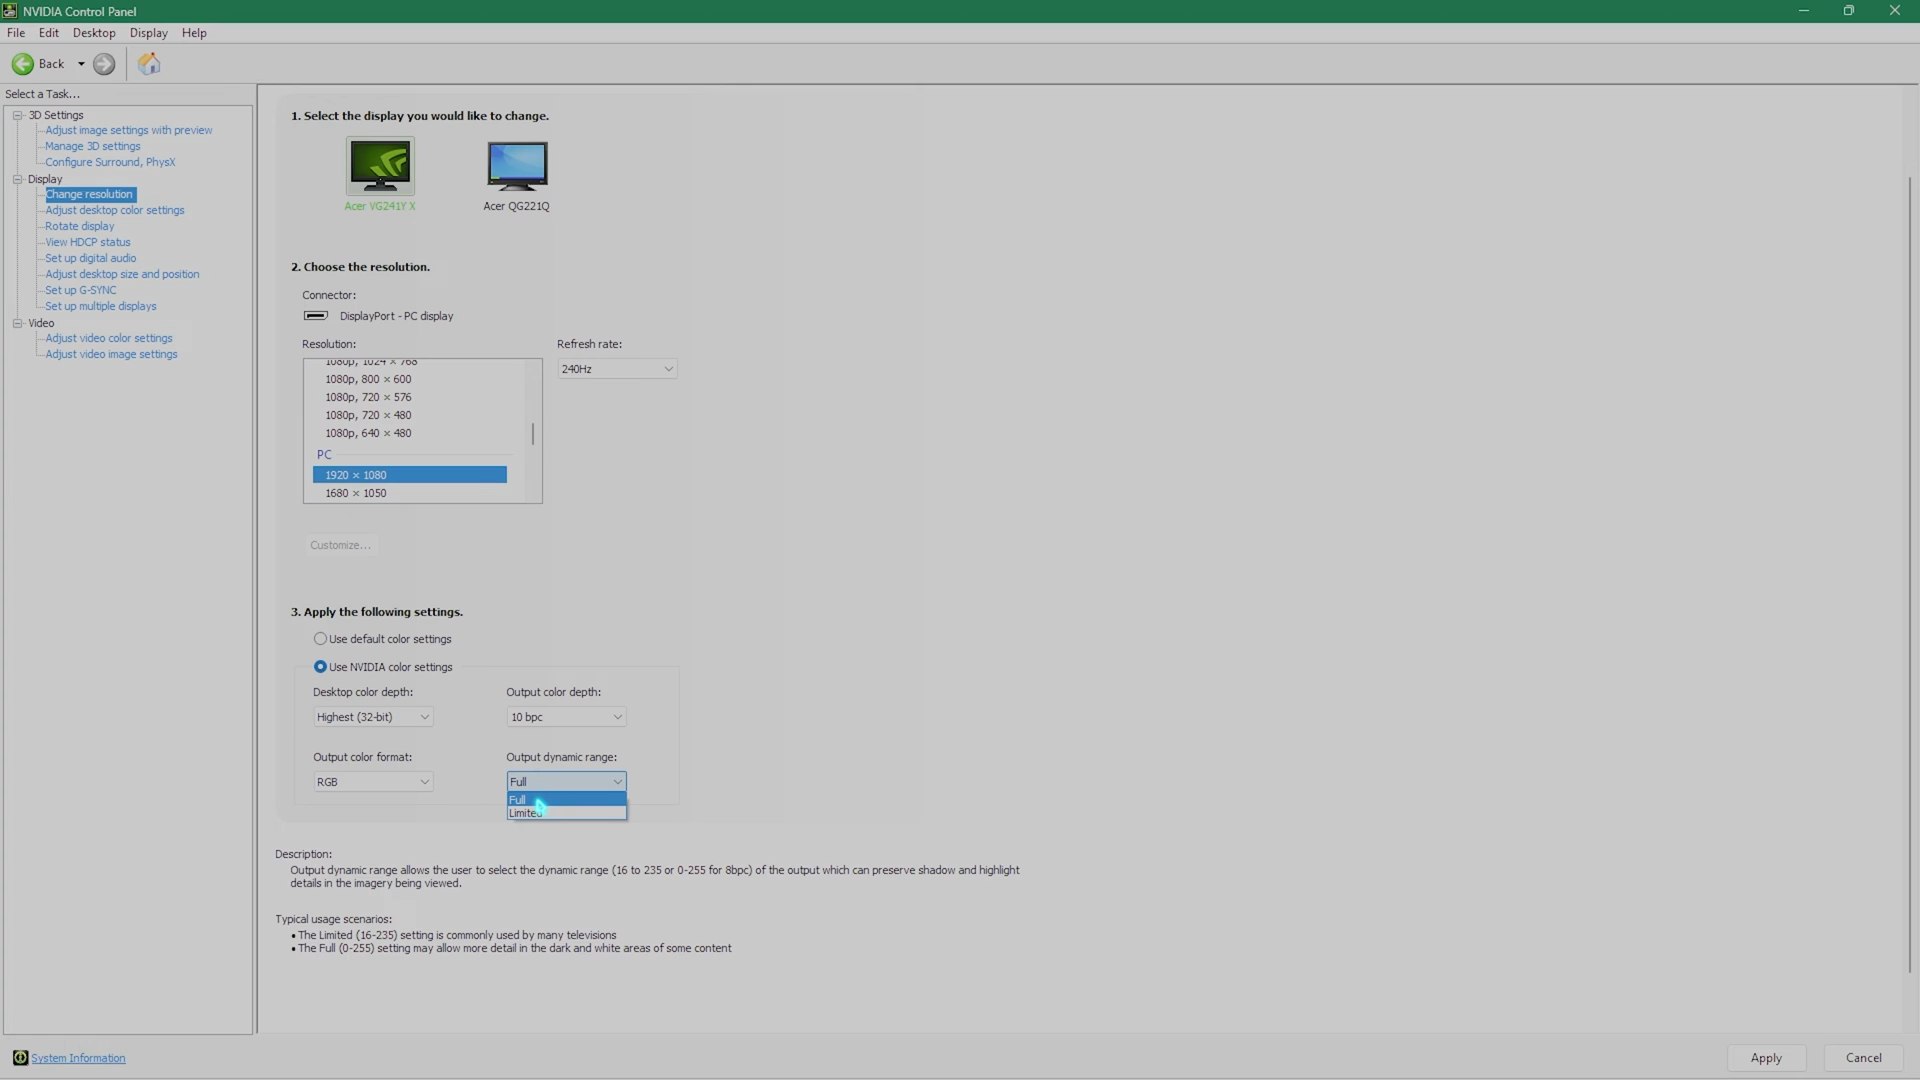 NVIDIA Control Panel
File Edit Desktop Display Help
Back
Select a Task...
3D Settings
Adjust image settings with preview
Manage 3D settings
Configure Surround, PhysX
Display
Change resolution
Adjust desktop color settings
Rotate display
View HDCP status
Set up digital audio
Adjust desktop size and position
Set up G-SYNC
Set up multiple displays
Video
Adjust video color settings
Adjust video image settings
System Information
1. Select the display you would like to change.
Acer VG241Y X
Acer QG221Q
2. Choose the resolution.
Connector:
DisplayPort - PC display
Resolution:
Refresh rate:
1080p, 1024 × 768
240Hz
1080p, 800 × 600
1080p, 720 × 576
1080p, 720 × 480
1080p, 640 × 480
PC
1920 × 1080
1680 × 1050
Customize...
3. Apply the following settings.
Use default color settings
Use NVIDIA color settings
Desktop color depth:
Output color depth:
Highest (32-bit)
10 bpc
Output color format:
Output dynamic range:
RGB
Full
Full
Limited
Description:
Output dynamic range allows the user to select the dynamic range (16 to 235 or 0-255 for 8bpc) of the output which can preserve shadow and highlight
details in the imagery being viewed.
Typical usage scenarios:
• The Limited (16-235) setting is commonly used by many televisions
• The Full (0-255) setting may allow more detail in the dark and white areas of some content
Apply
Cancel